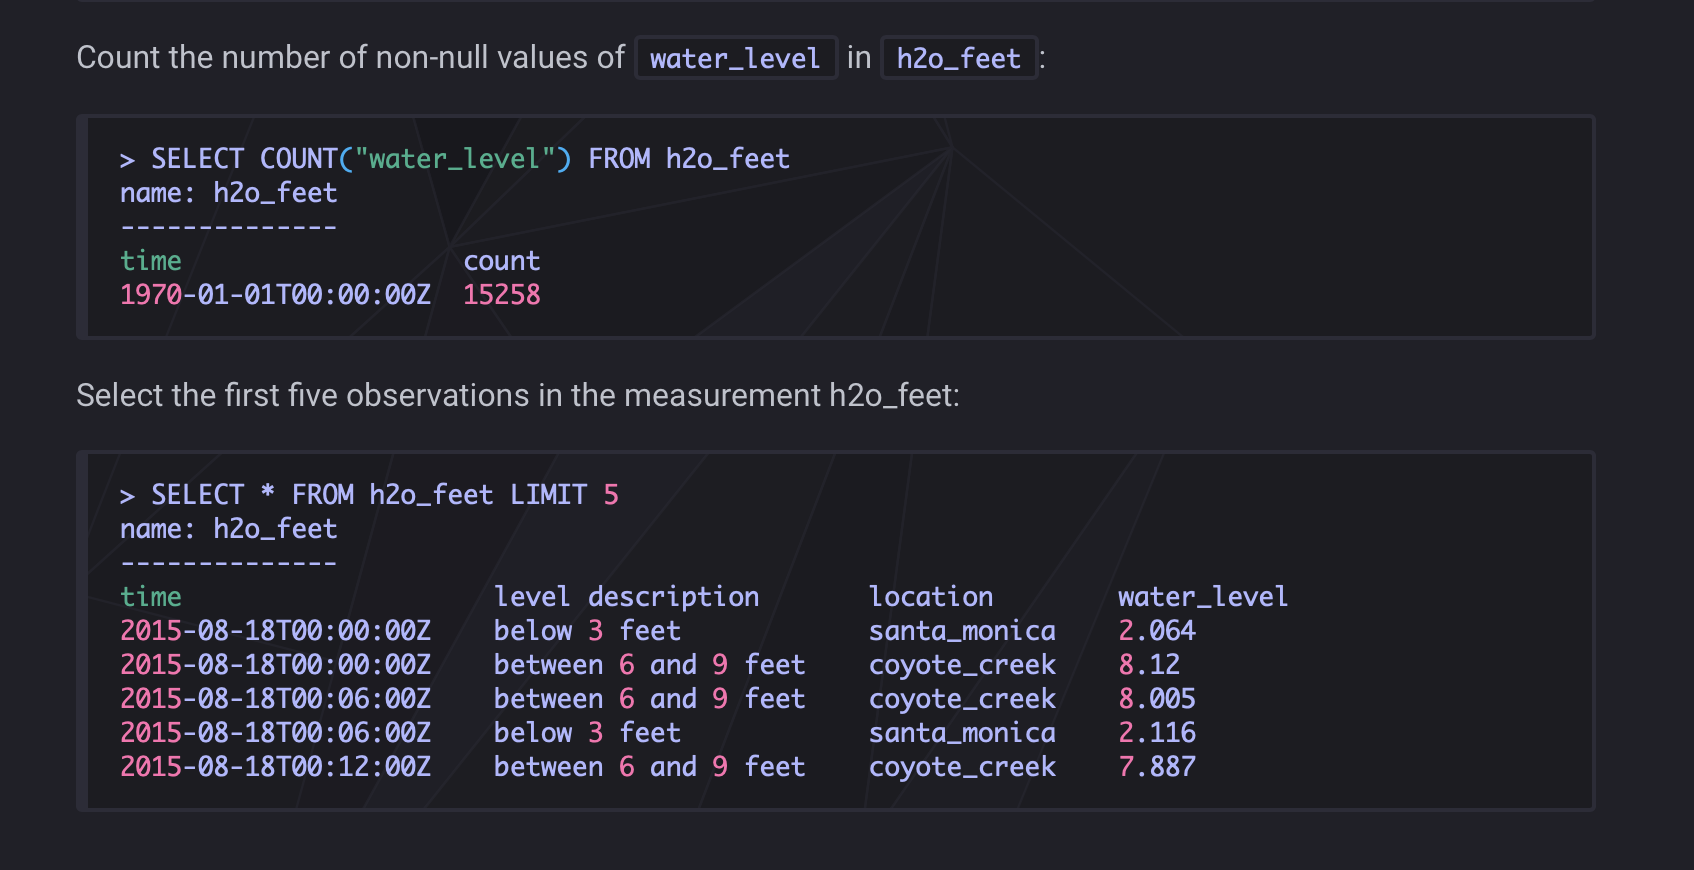 Count the number of non-null values of water_level in h2o_feet:
> SELECT COUNT("water_level") FROM h2o_feet
name: h2o_feet
--------------
time                  count
1970-01-01T00:00:00Z  15258
Select the first five observations in the measurement h2o_feet:
> SELECT * FROM h2o_feet LIMIT 5
name: h2o_feet
--------------
time                    level description       location        water_level
2015-08-18T00:00:00Z    below 3 feet            santa_monica    2.064
2015-08-18T00:00:00Z    between 6 and 9 feet    coyote_creek    8.12
2015-08-18T00:06:00Z    between 6 and 9 feet    coyote_creek    8.005
2015-08-18T00:06:00Z    below 3 feet            santa_monica    2.116
2015-08-18T00:12:00Z    between 6 and 9 feet    coyote_creek    7.887